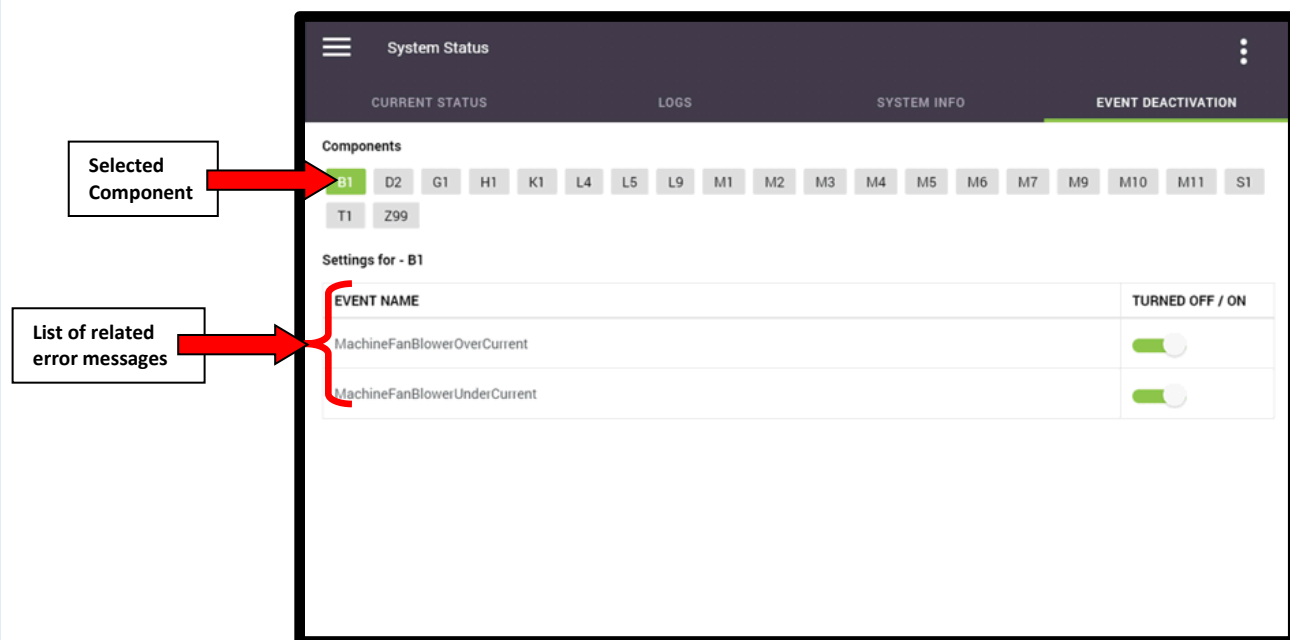 System Status
CURRENT STATUS LOGS SYSTEM INFO EVENT DEACTIVATION
Components
Selected
Component
B1 D2 G1 H1 K1 L4 L5 L9 M1 M2 M3 M4 M5 M6 M7 M9 M10 M11 S1
T1 Z99
Settings for - B1
EVENT NAME TURNED OFF / ON
List of related
error messages
MachineFanBlowerOverCurrent
MachineFanBlowerUnderCurrent